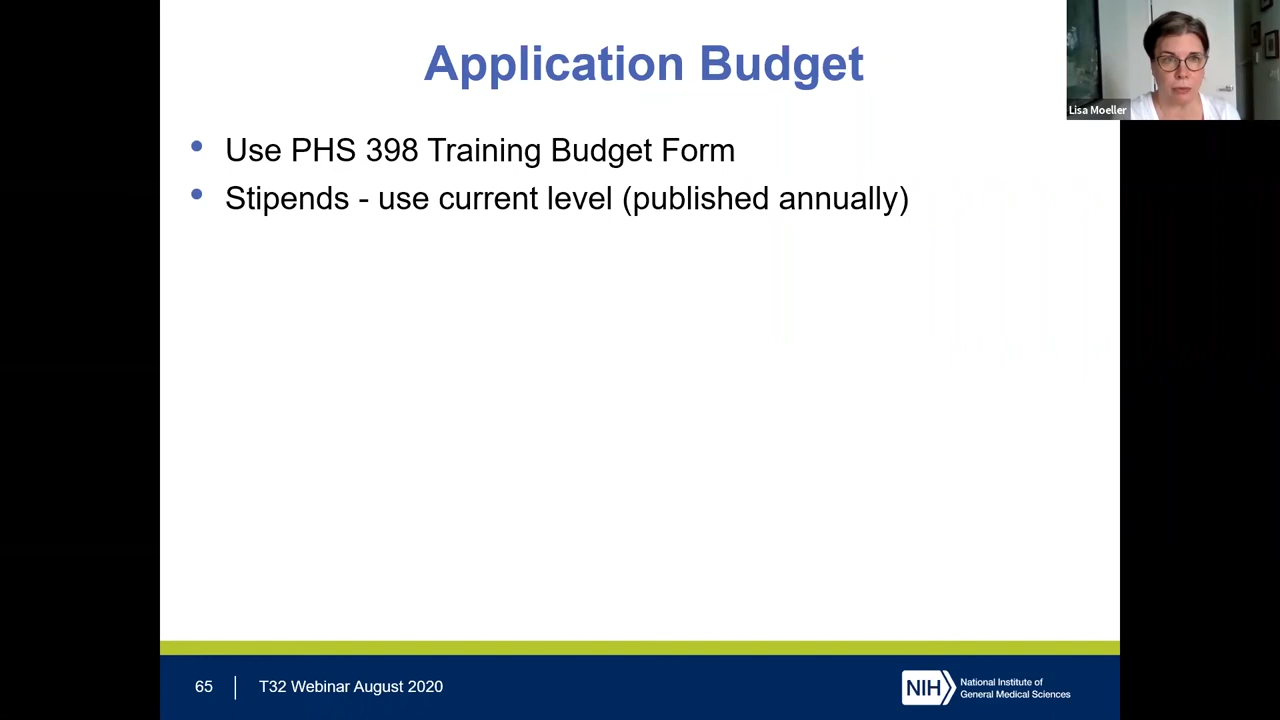 Application Budget
Lisa Moeller
• Use PHS 398 Training Budget Form
• Stipends - use current level (published annually)
65
T32 Webinar August 2020
NIH
National Institute of
General Medical Sciences